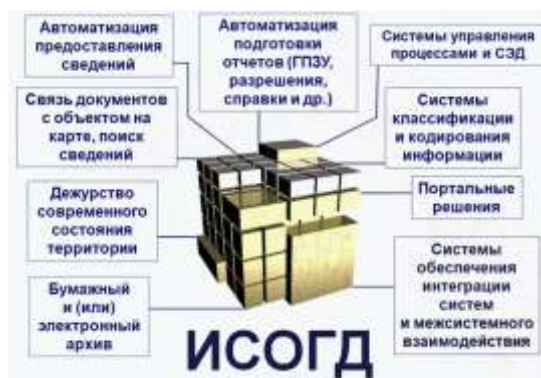 Автоматизация
предоставления
сведений
Автоматизация
подготовки
отчетов (ГПЗУ,
разрешения,
справки и др.)
Системы управления
процессами и СЭД
Связь документов
с объектом на
карте, поиск
сведений
Системы
классификации
и кодирования
информации
Дежурство
современного
состояния
территории
Портальные
решения
Бумажный
и (или)
электронный
архив
Системы
обеспечения
интеграции
систем
и межсистемного
взаимодействия
ИСОГД